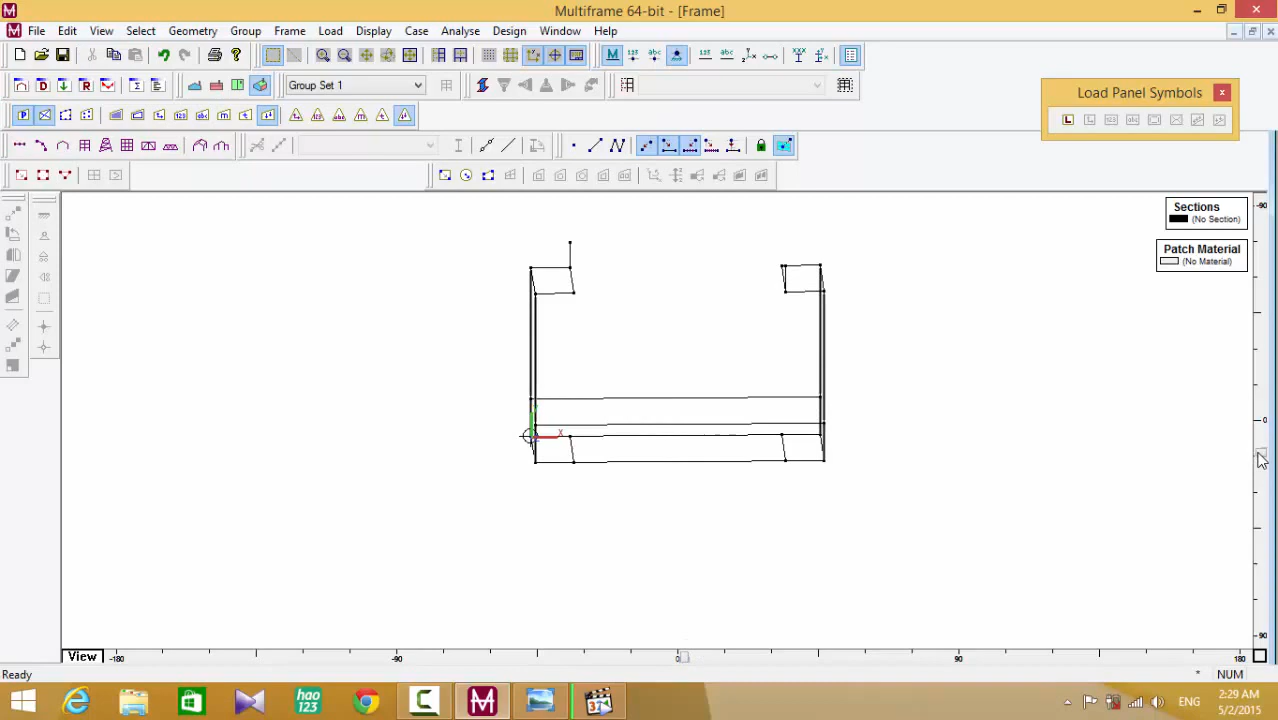 Multiframe 64-bit - [Frame]
File Edit View Select Geometry Group Frame Load Display Case Analyse Design Window Help
Group Set 1
Load Panel Symbols
Sections
(No Section)
Patch Material
(No Material)
-90
0
90
X
View
-180 -90 0 90 180
Ready
NUM
hao
123
ENG
2:29 AM
5/2/2015